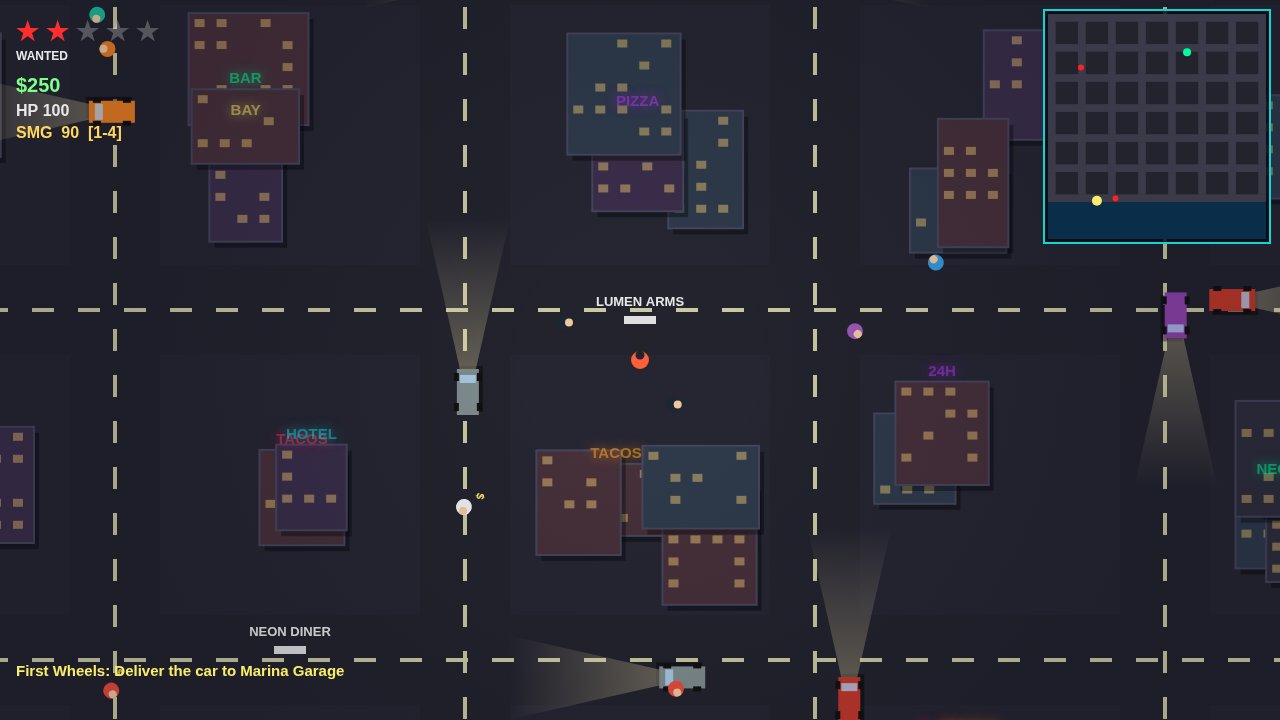 WANTED
$250
HP 100
SMG 90 [1-4]
BAR
BAY
PIZZA
LUMEN ARMS
24H
HOTEL
TACOS
TACOS
$
NEON DINER
First Wheels: Deliver the car to Marina Garage